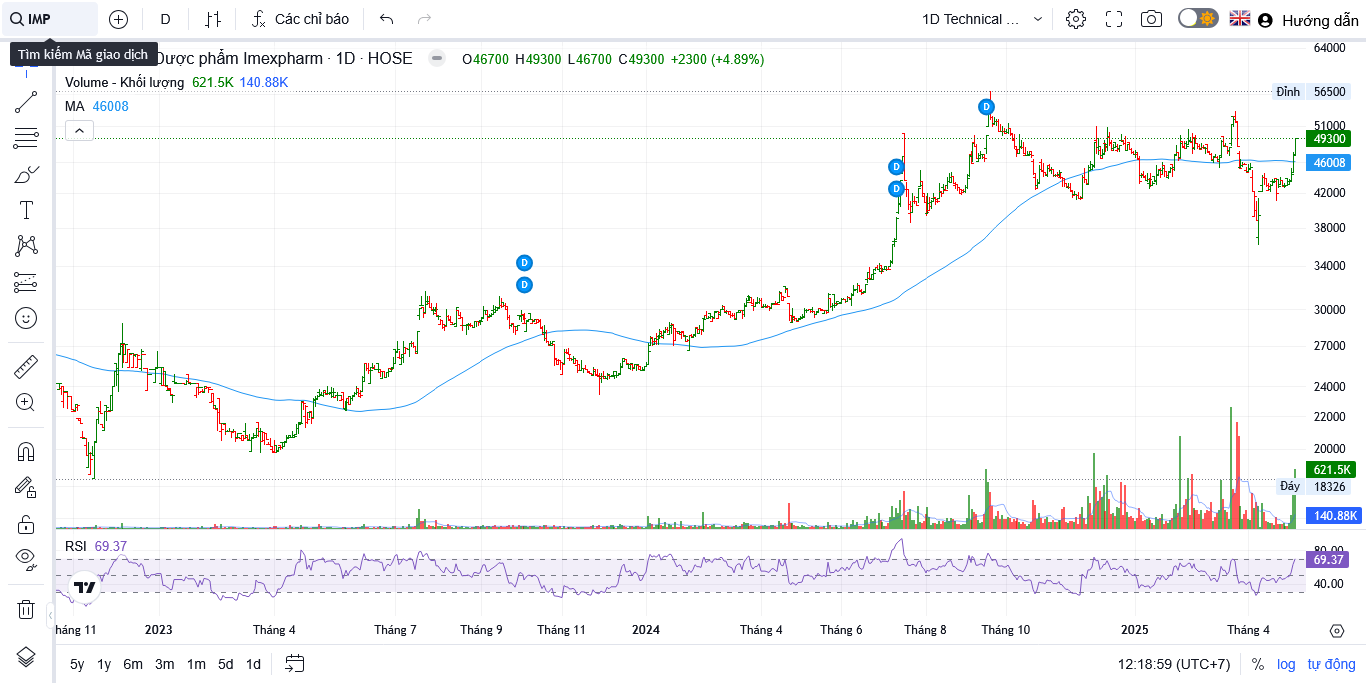 IMP
D
Các chỉ báo
1D Technical ...
Hướng dẫn
Tìm kiếm Mã giao dịch
Dược phẩm Imexpharm · 1D · HOSE
O46700 H49300 L46700 C49300 +2300 (+4.89%)
Volume - Khối lượng 621.5K 140.88K
MA 46008
64000
Đỉnh 56500
51000
49300
46008
42000
38000
34000
30000
27000
24000
22000
20000
621.5K
Đáy 18326
140.88K
D
D
D
D
D
RSI 69.37
80.00
69.37
40.00
háng 11 2023 Tháng 4 Tháng 7 Tháng 9 Tháng 11 2024 Tháng 4 Tháng 6 Tháng 8 Tháng 10 2025 Tháng 4
5y 1y 6m 3m 1m 5d 1d
12:18:59 (UTC+7) % log tự động